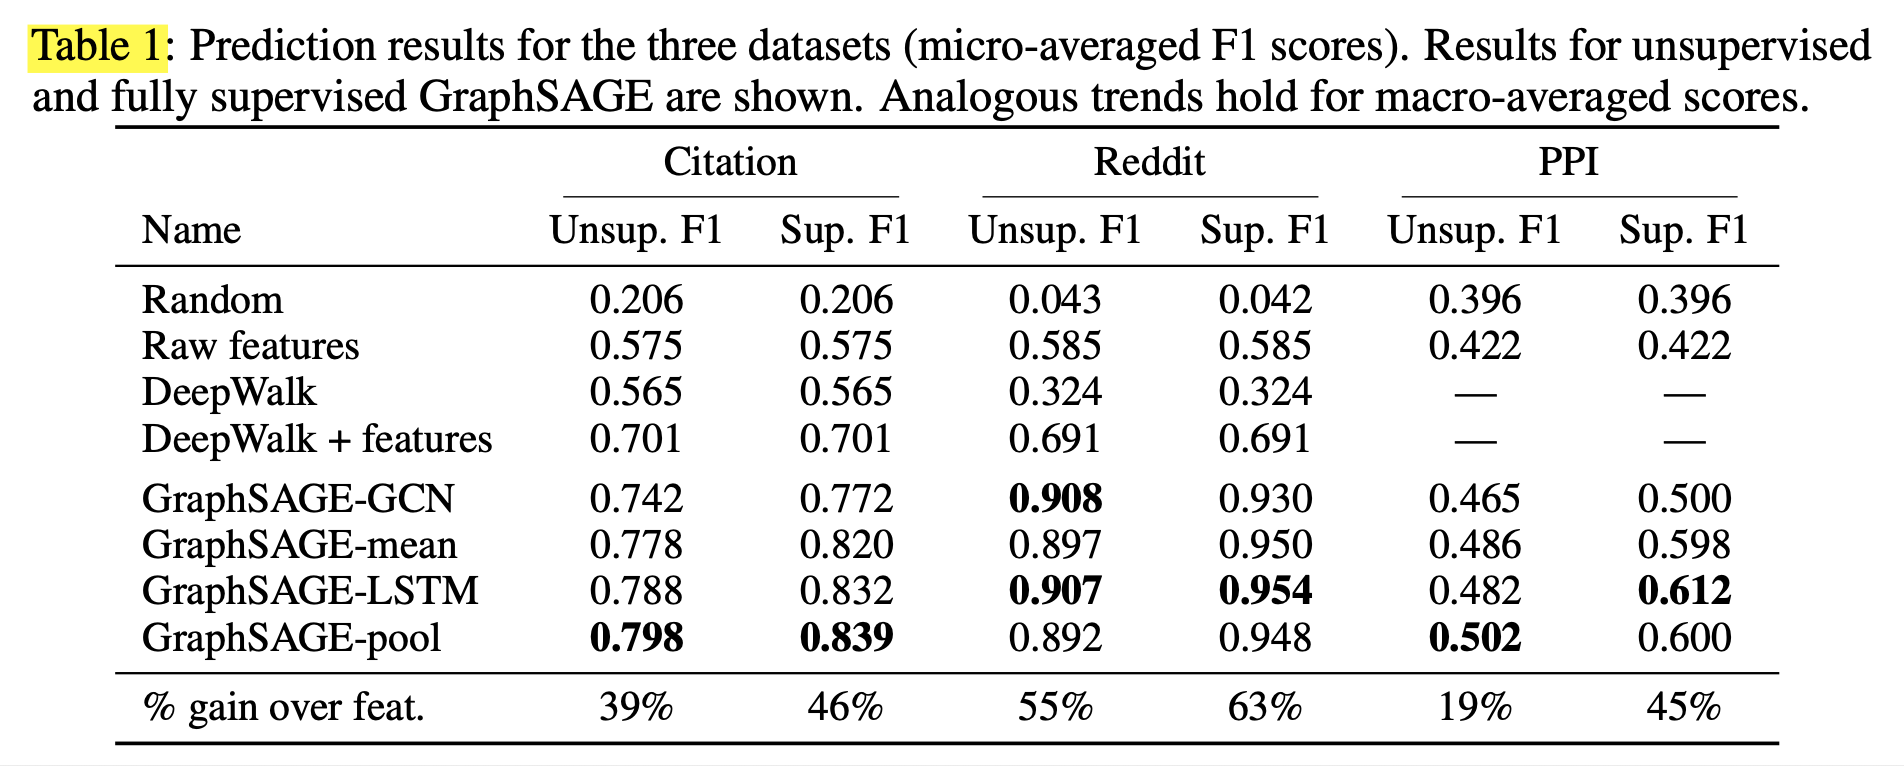 Table 1: Prediction results for the three datasets (micro-averaged F1 scores). Results for unsupervised
and fully supervised GraphSAGE are shown. Analogous trends hold for macro-averaged scores.
Citation Reddit PPI
Name Unsup. F1 Sup. F1 Unsup. F1 Sup. F1 Unsup. F1 Sup. F1
Random 0.206 0.206 0.043 0.042 0.396 0.396
Raw features 0.575 0.575 0.585 0.585 0.422 0.422
DeepWalk 0.565 0.565 0.324 0.324 — —
DeepWalk + features 0.701 0.701 0.691 0.691 — —
GraphSAGE-GCN 0.742 0.772 0.908 0.930 0.465 0.500
GraphSAGE-mean 0.778 0.820 0.897 0.950 0.486 0.598
GraphSAGE-LSTM 0.788 0.832 0.907 0.954 0.482 0.612
GraphSAGE-pool 0.798 0.839 0.892 0.948 0.502 0.600
% gain over feat. 39% 46% 55% 63% 19% 45%